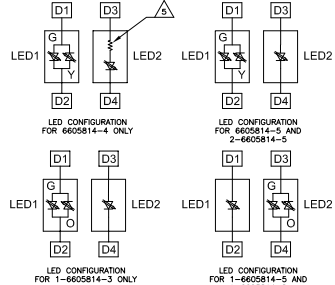 D1 D3 5 D1 D3
G G
LED1 LED2 LED1 LED2
Y Y
D2 D4 D2 D4
LED CONFIGURATION LED CONFIGURATION
FOR 6605814-4 ONLY FOR 6605814-5 AND
2-6605814-5
D1 D3 D1 D3
G G
LED1 LED2 LED1 LED2
O O
D2 D4 D2 D4
LED CONFIGURATION LED CONFIGURATION
FOR 1-6605814-3 ONLY FOR 1-6605814-5 AND